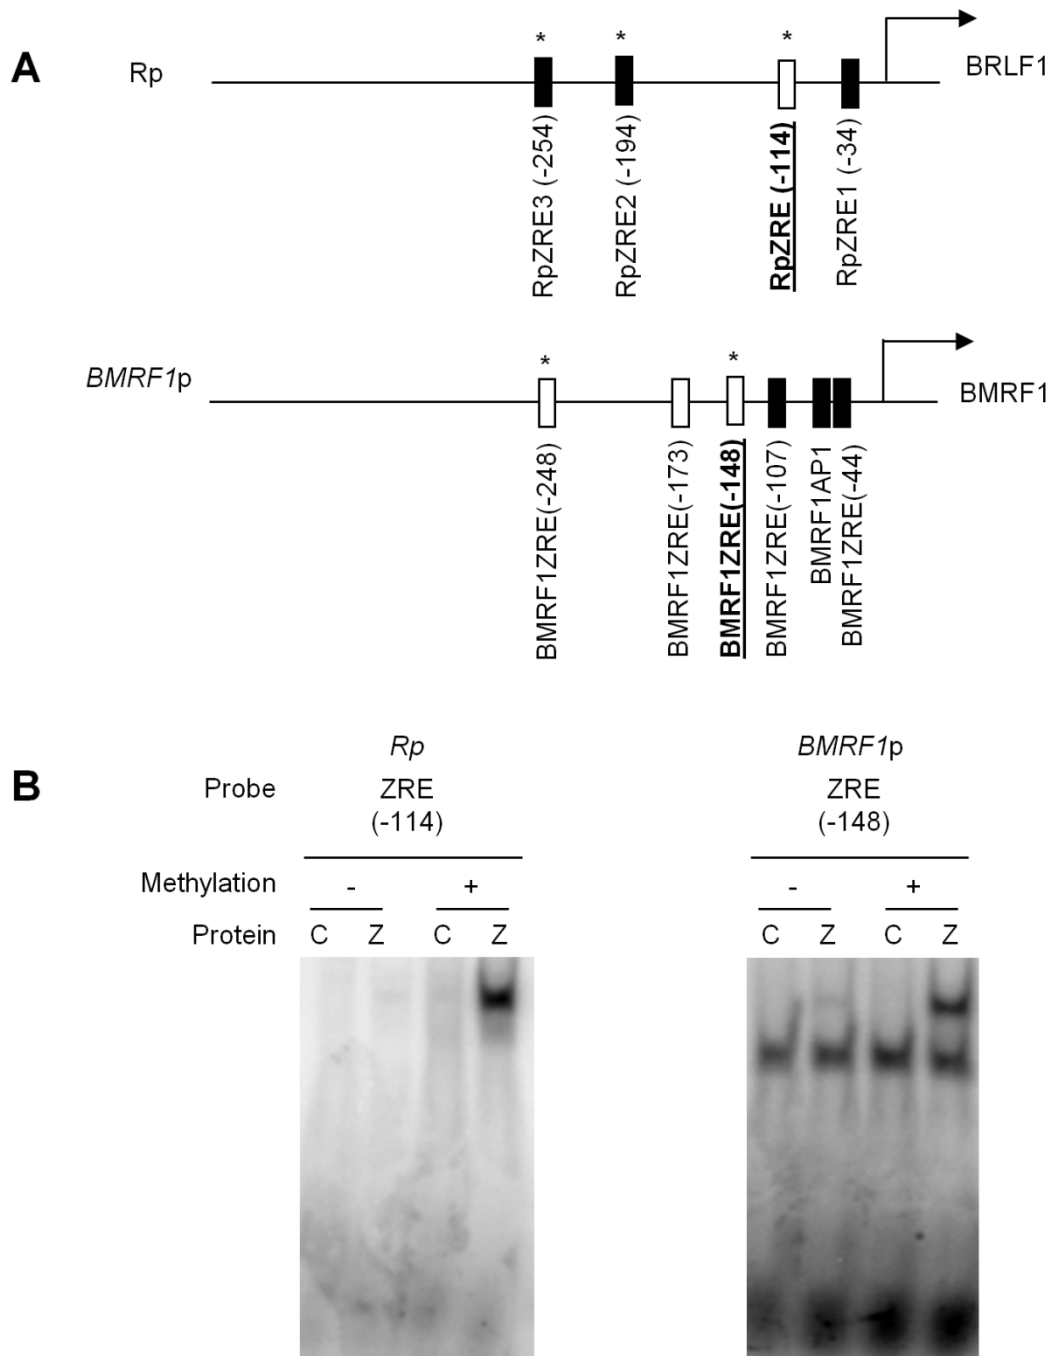 A
Rp
* * *
BRLF1
RpZRE3 (-254)
RpZRE2 (-194)
RpZRE (-114)
RpZRE1 (-34)
BMRF1p
* *
BMRF1
BMRF1ZRE(-248)
BMRF1ZRE(-173)
BMRF1ZRE(-148)
BMRF1ZRE(-107)
BMRF1AP1
BMRF1ZRE(-44)
B
Rp BMRF1p
Probe ZRE ZRE
(-114) (-148)
Methylation - + - +
Protein C Z C Z C Z C Z